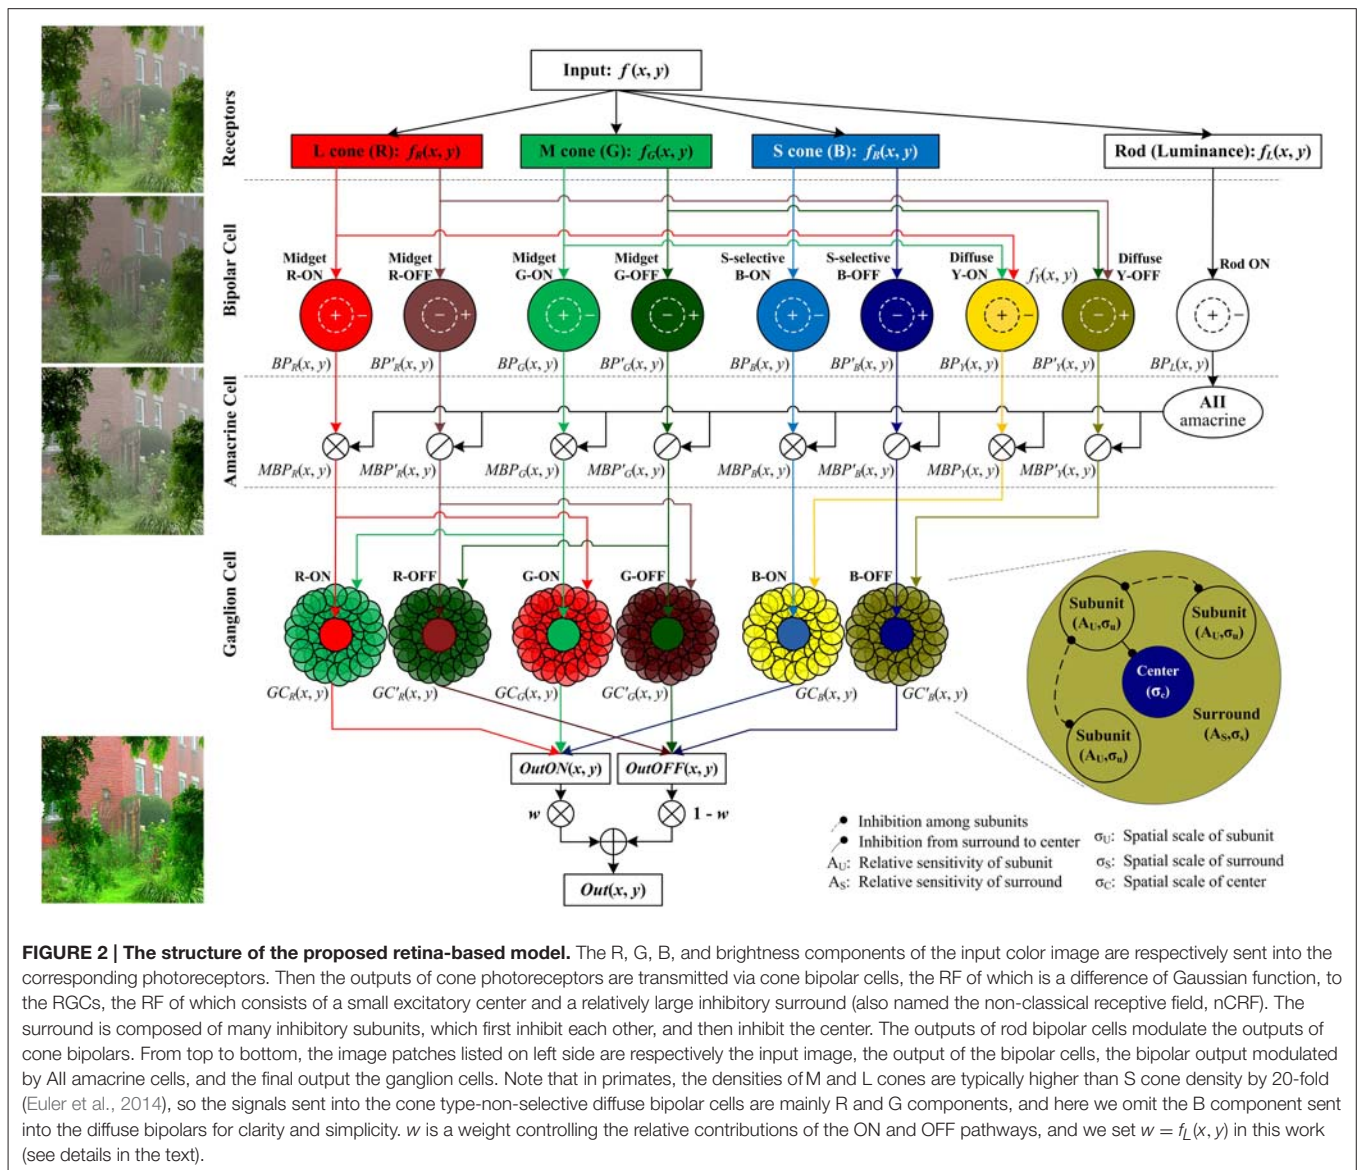 Input: f(x, y)
Receptors
L cone (R): fR(x, y)
M cone (G): fG(x, y)
S cone (B): fB(x, y)
Rod (Luminance): fL(x, y)
Bipolar Cell
Midget R-ON
Midget R-OFF
Midget G-ON
Midget G-OFF
S-selective B-ON
S-selective B-OFF
Diffuse Y-ON
fY(x, y)
Diffuse Y-OFF
Rod ON
+ −
− +
+ −
− +
+ −
− +
+ −
− +
+ −
BPR(x, y)
BP'R(x, y)
BPG(x, y)
BP'G(x, y)
BPB(x, y)
BP'B(x, y)
BPY(x, y)
BP'Y(x, y)
BPL(x, y)
Amacrine Cell
AII
amacrine
MBPR(x, y)
MBP'R(x, y)
MBPG(x, y)
MBP'G(x, y)
MBPB(x, y)
MBP'B(x, y)
MBPY(x, y)
MBP'Y(x, y)
Ganglion Cell
R-ON
R-OFF
G-ON
G-OFF
B-ON
B-OFF
GCR(x, y)
GC'R(x, y)
GCG(x, y)
GC'G(x, y)
GCB(x, y)
GC'B(x, y)
Subunit
(AU,σu)
Subunit
(AU,σu)
Center
(σc)
Surround
(AS,σs)
Subunit
(AU,σu)
OutON(x, y)
OutOFF(x, y)
w
1 - w
Out(x, y)
Inhibition among subunits
Inhibition from surround to center
AU: Relative sensitivity of subunit
AS: Relative sensitivity of surround
σU: Spatial scale of subunit
σS: Spatial scale of surround
σC: Spatial scale of center
FIGURE 2 | The structure of the proposed retina-based model. The R, G, B, and brightness components of the input color image are respectively sent into the
corresponding photoreceptors. Then the outputs of cone photoreceptors are transmitted via cone bipolar cells, the RF of which is a difference of Gaussian function, to
the RGCs, the RF of which consists of a small excitatory center and a relatively large inhibitory surround (also named the non-classical receptive field, nCRF). The
surround is composed of many inhibitory subunits, which first inhibit each other, and then inhibit the center. The outputs of rod bipolar cells modulate the outputs of
cone bipolars. From top to bottom, the image patches listed on left side are respectively the input image, the output of the bipolar cells, the bipolar output modulated
by AII amacrine cells, and the final output the ganglion cells. Note that in primates, the densities of M and L cones are typically higher than S cone density by 20-fold
(Euler et al., 2014), so the signals sent into the cone type-non-selective diffuse bipolar cells are mainly R and G components, and here we omit the B component sent
into the diffuse bipolars for clarity and simplicity. w is a weight controlling the relative contributions of the ON and OFF pathways, and we set w = fL(x, y) in this work
(see details in the text).